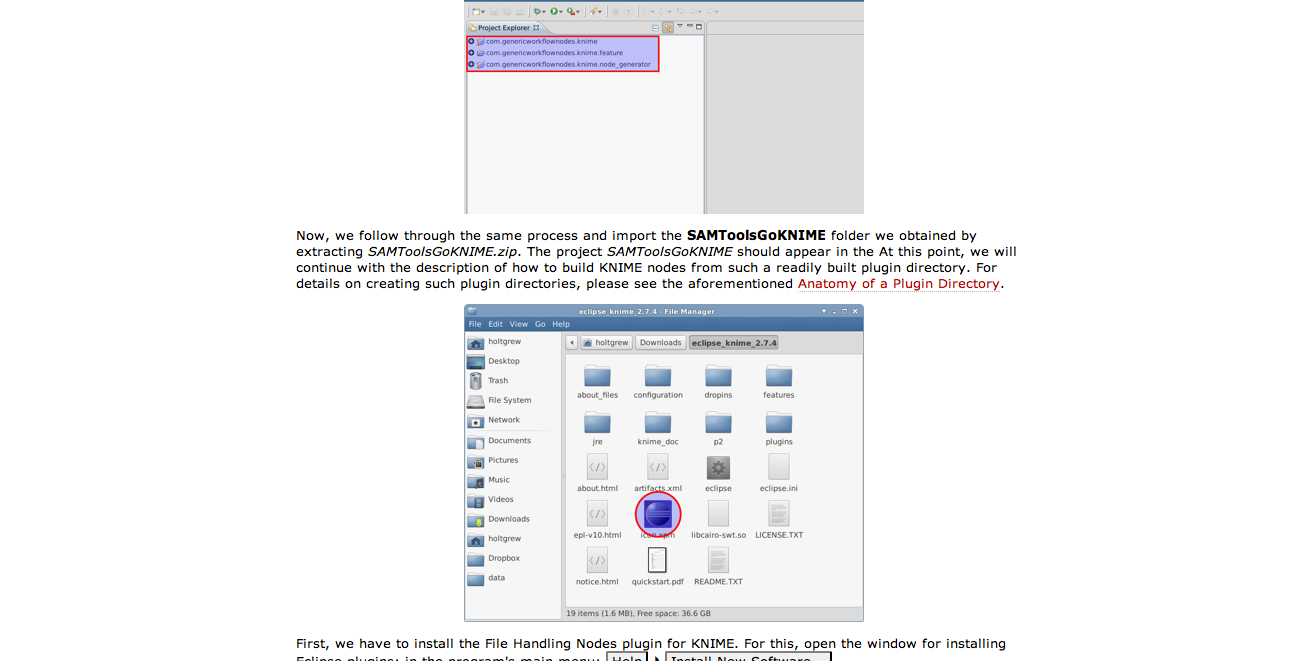 Project Explorer
com.genericworkflownodes.knime
com.genericworkflownodes.knime.feature
com.genericworkflownodes.knime.node_generator
Now, we follow through the same process and import the SAMToolsGoKNIME folder we obtained by
extracting SAMToolsGoKNIME.zip. The project SAMToolsGoKNIME should appear in the At this point, we will
continue with the description of how to build KNIME nodes from such a readily built plugin directory. For
details on creating such plugin directories, please see the aforementioned Anatomy of a Plugin Directory.
eclipse_knime_2.7.4 - File Manager
File Edit View Go Help
holtgrew
Desktop
Trash
File System
Network
Documents
Pictures
Music
Videos
Downloads
holtgrew
Dropbox
data
holtgrew Downloads eclipse_knime_2.7.4
about_files configuration dropins features
jre knime_doc p2 plugins
about.html artifacts.xml eclipse eclipse.ini
epl-v10.html icon.xpm libcairo-swt.so LICENSE.TXT
notice.html quickstart.pdf README.TXT
19 items (1.6 MB), Free space: 36.6 GB
First, we have to install the File Handling Nodes plugin for KNIME. For this, open the window for installing
Eclipse plugins; in the program's main menu: Help Install New Software...